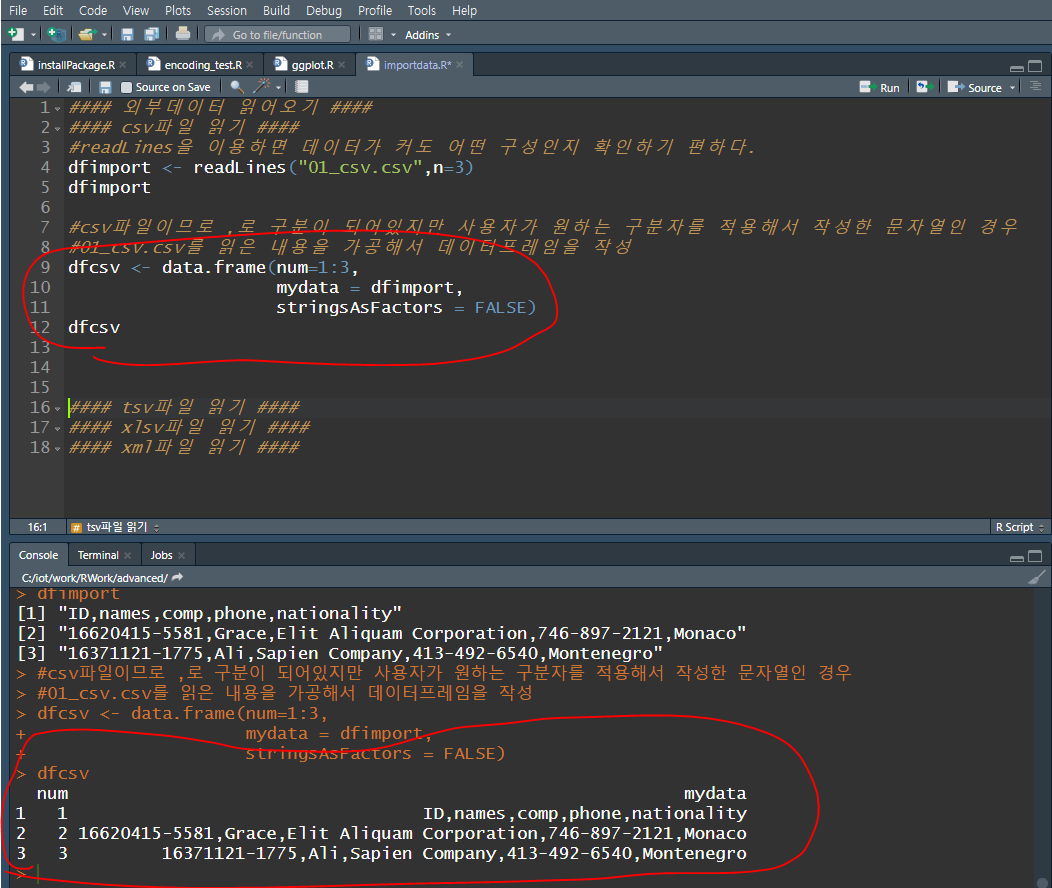 File Edit Code View Plots Session Build Debug Profile Tools Help
Go to file/function Addins
installPackage.R encoding_test.R ggplot.R importdata.R*
Source on Save Run Source
1 #### 외부데이터 읽어오기 ####
2 #### csv파일 읽기 ####
3 #readLines을 이용하면 데이터가 커도 어떤 구성인지 확인하기 편하다.
4 dfimport <- readLines("01_csv.csv",n=3)
5 dfimport
6
7 #csv파일이므로 ,로 구분이 되어있지만 사용자가 원하는 구분자를 적용해서 작성한 문자열인 경우
8 #01_csv.csv를 읽은 내용을 가공해서 데이터프레임을 작성
9 dfcsv <- data.frame(num=1:3,
10 mydata = dfimport,
11 stringsAsFactors = FALSE)
12 dfcsv
13
14
15
16 #### tsv파일 읽기 ####
17 #### xlsv파일 읽기 ####
18 #### xml파일 읽기 ####
16:1 # tsv파일 읽기 R Script
Console Terminal Jobs
C:/iot/work/RWork/advanced/
> dfimport
[1] "ID,names,comp,phone,nationality"
[2] "16620415-5581,Grace,Elit Aliquam Corporation,746-897-2121,Monaco"
[3] "16371121-1775,Ali,Sapien Company,413-492-6540,Montenegro"
> #csv파일이므로 ,로 구분이 되어있지만 사용자가 원하는 구분자를 적용해서 작성한 문자열인 경우
> #01_csv.csv를 읽은 내용을 가공해서 데이터프레임을 작성
> dfcsv <- data.frame(num=1:3,
+ mydata = dfimport,
+ stringsAsFactors = FALSE)
> dfcsv
num mydata
1 1 ID,names,comp,phone,nationality
2 2 16620415-5581,Grace,Elit Aliquam Corporation,746-897-2121,Monaco
3 3 16371121-1775,Ali,Sapien Company,413-492-6540,Montenegro
>